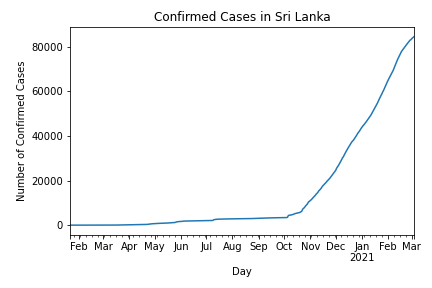 Confirmed Cases in Sri Lanka
Number of Confirmed Cases
80000
60000
40000
20000
0
Feb Mar Apr May Jun Jul Aug Sep Oct Nov Dec Jan Feb Mar
2021
Day